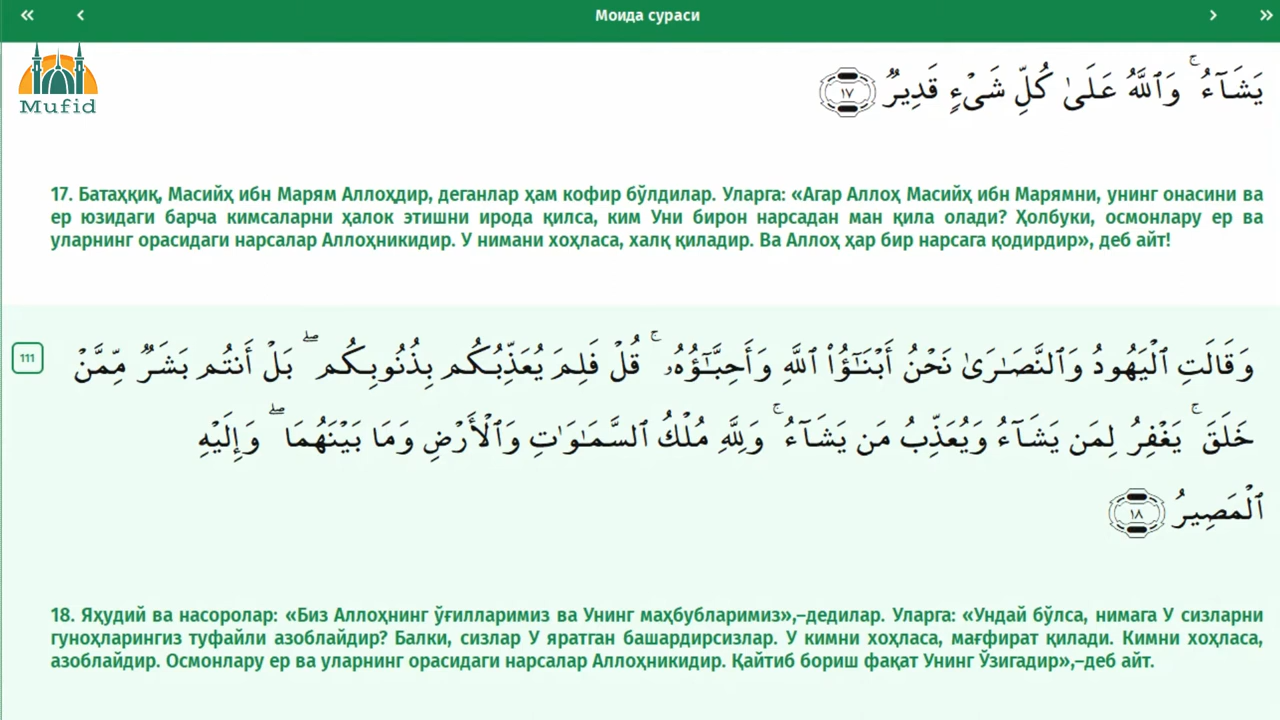 « ‹ Моида сураси › »
Mufid
يَشَآءُ ۚ وَٱللَّهُ عَلَىٰ كُلِّ شَىْءٍ قَدِيرٌ ١٧
17. Батаҳқиқ, Масийҳ ибн Марям Аллоҳдир, деганлар ҳам кофир бўлдилар. Уларга: «Агар Аллоҳ Масийҳ ибн Марямни, унинг онасини ва
ер юзидаги барча кимсаларни ҳалок этишни ирода қилса, ким Уни бирон нарсадан ман қила олади? Ҳолбуки, осмонлару ер ва
уларнинг орасидаги нарсалар Аллоҳникидир. У нимани хоҳласа, халқ қиладир. Ва Аллоҳ ҳар бир нарсага қодирдир», деб айт!
111
وَقَالَتِ ٱلْيَهُودُ وَٱلنَّصَـٰرَىٰ نَحْنُ أَبْنَـٰٓؤُا۟ ٱللَّهِ وَأَحِبَّـٰٓؤُهُۥ ۚ قُلْ فَلِمَ يُعَذِّبُكُم بِذُنُوبِكُم ۖ بَلْ أَنتُم بَشَرٌ مِّمَّنْ
خَلَقَ ۚ يَغْفِرُ لِمَن يَشَآءُ وَيُعَذِّبُ مَن يَشَآءُ ۚ وَلِلَّهِ مُلْكُ ٱلسَّمَـٰوَٰتِ وَٱلْأَرْضِ وَمَا بَيْنَهُمَا ۖ وَإِلَيْهِ
ٱلْمَصِيرُ ١٨
18. Яҳудий ва насоролар: «Биз Аллоҳнинг ўғилларимиз ва Унинг маҳбубларимиз»,–дедилар. Уларга: «Ундай бўлса, нимага У сизларни
гуноҳларингиз туфайли азоблайдир? Балки, сизлар У яратган башардирсизлар. У кимни хоҳласа, мағфират қилади. Кимни хоҳласа,
азоблайдир. Осмонлару ер ва уларнинг орасидаги нарсалар Аллоҳникидир. Қайтиб бориш фақат Унинг Ўзигадир»,–деб айт.